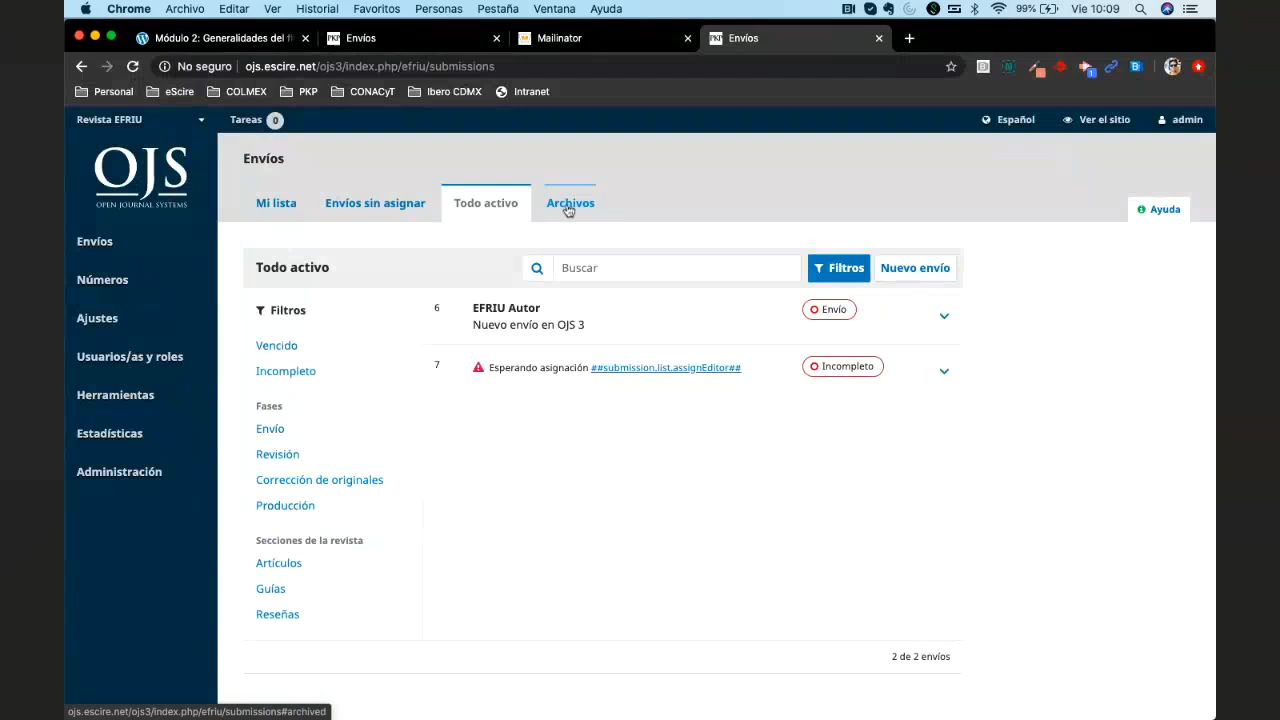 Chrome Archivo Editar Ver Historial Favoritos Personas Pestaña Ventana Ayuda 99% Vie 10:09
Módulo 2: Generalidades del f Envíos Mailinator Envíos
No seguro ojs.escire.net/ojs3/index.php/efriu/submissions
Personal eScire COLMEX PKP CONACyT Ibero CDMX Intranet
Revista EFRIU Tareas 0 Español Ver el sitio admin
OJS
OPEN JOURNAL SYSTEMS
Envíos
Números
Ajustes
Usuarios/as y roles
Herramientas
Estadísticas
Administración
Envíos
Mi lista Envíos sin asignar Todo activo Archivos
Ayuda
Todo activo Buscar Filtros Nuevo envío
Filtros
Vencido
Incompleto
Fases
Envío
Revisión
Corrección de originales
Producción
Secciones de la revista
Artículos
Guías
Reseñas
6 EFRIU Autor Envío
Nuevo envío en OJS 3
7 Esperando asignación ##submission.list.assignEditor## Incompleto
2 de 2 envíos
ojs.escire.net/ojs3/index.php/efriu/submissions#archived